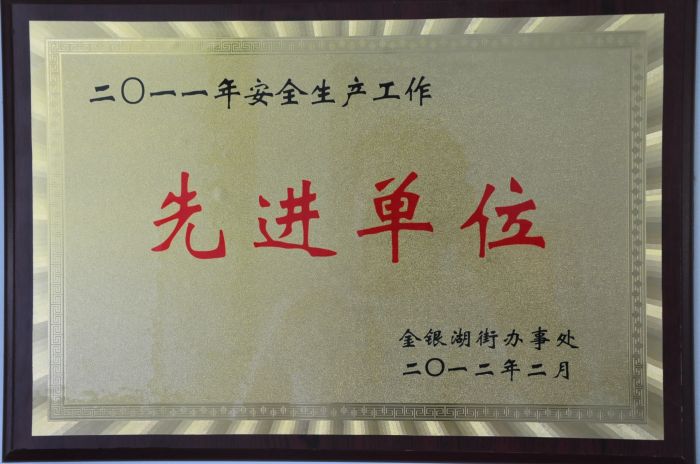 二〇一一年安全生产工作
先进单位
金银湖街办事处
二〇一二年二月